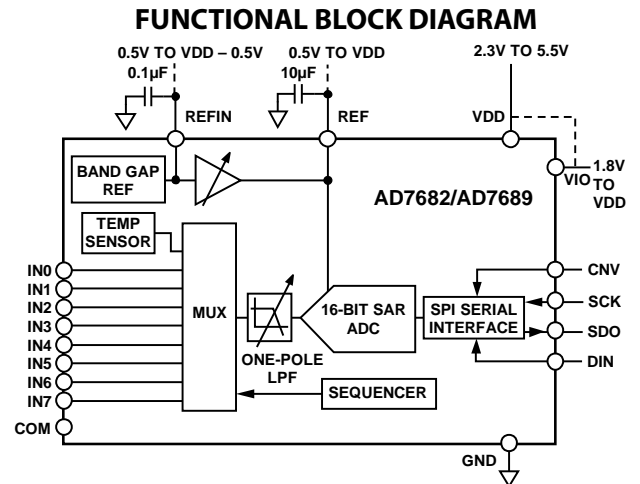 FUNCTIONAL BLOCK DIAGRAM
0.5V TO VDD – 0.5V
0.5V TO VDD
2.3V TO 5.5V
0.1µF
10µF
REFIN
REF
VDD
BAND GAP
REF
VIO
1.8V
TO
VDD
AD7682/AD7689
TEMP
SENSOR
IN0
IN1
IN2
IN3
IN4
IN5
IN6
IN7
COM
MUX
ONE-POLE
LPF
16-BIT SAR
ADC
SPI SERIAL
INTERFACE
CNV
SCK
SDO
DIN
SEQUENCER
GND